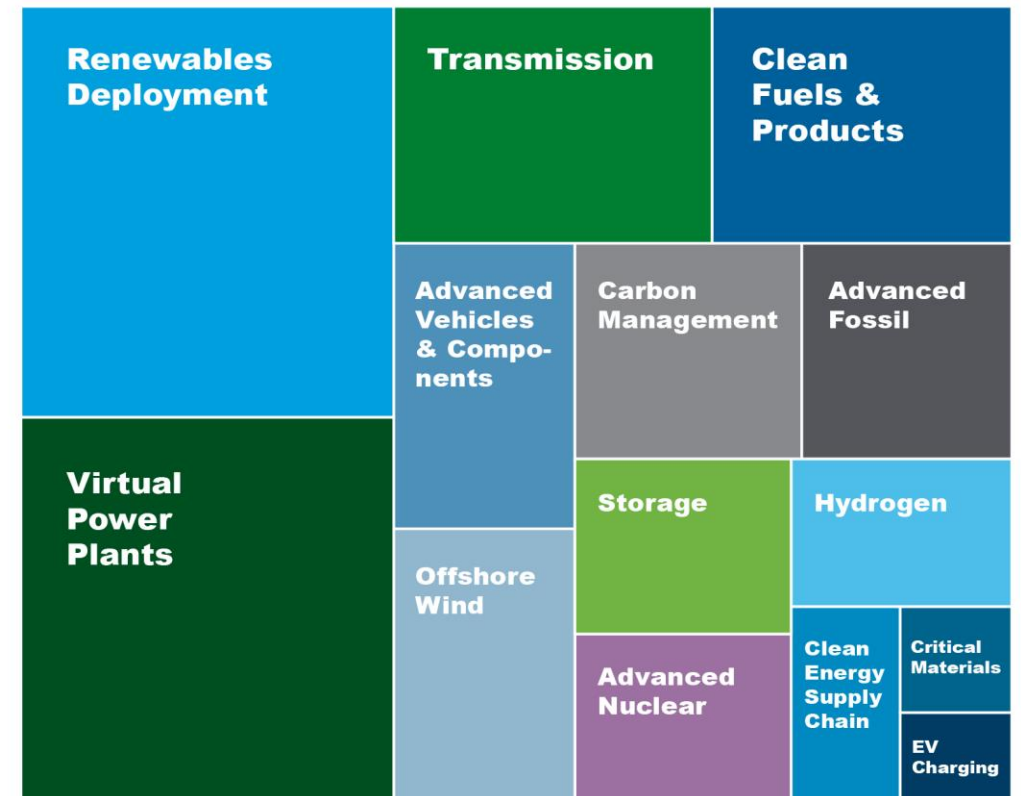 Renewables
Deployment
Transmission
Clean
Fuels &
Products
Advanced
Vehicles
& Compo-
nents
Carbon
Management
Advanced
Fossil
Virtual
Power
Plants
Storage
Hydrogen
Offshore
Wind
Advanced
Nuclear
Clean
Energy
Supply
Chain
Critical
Materials
EV
Charging